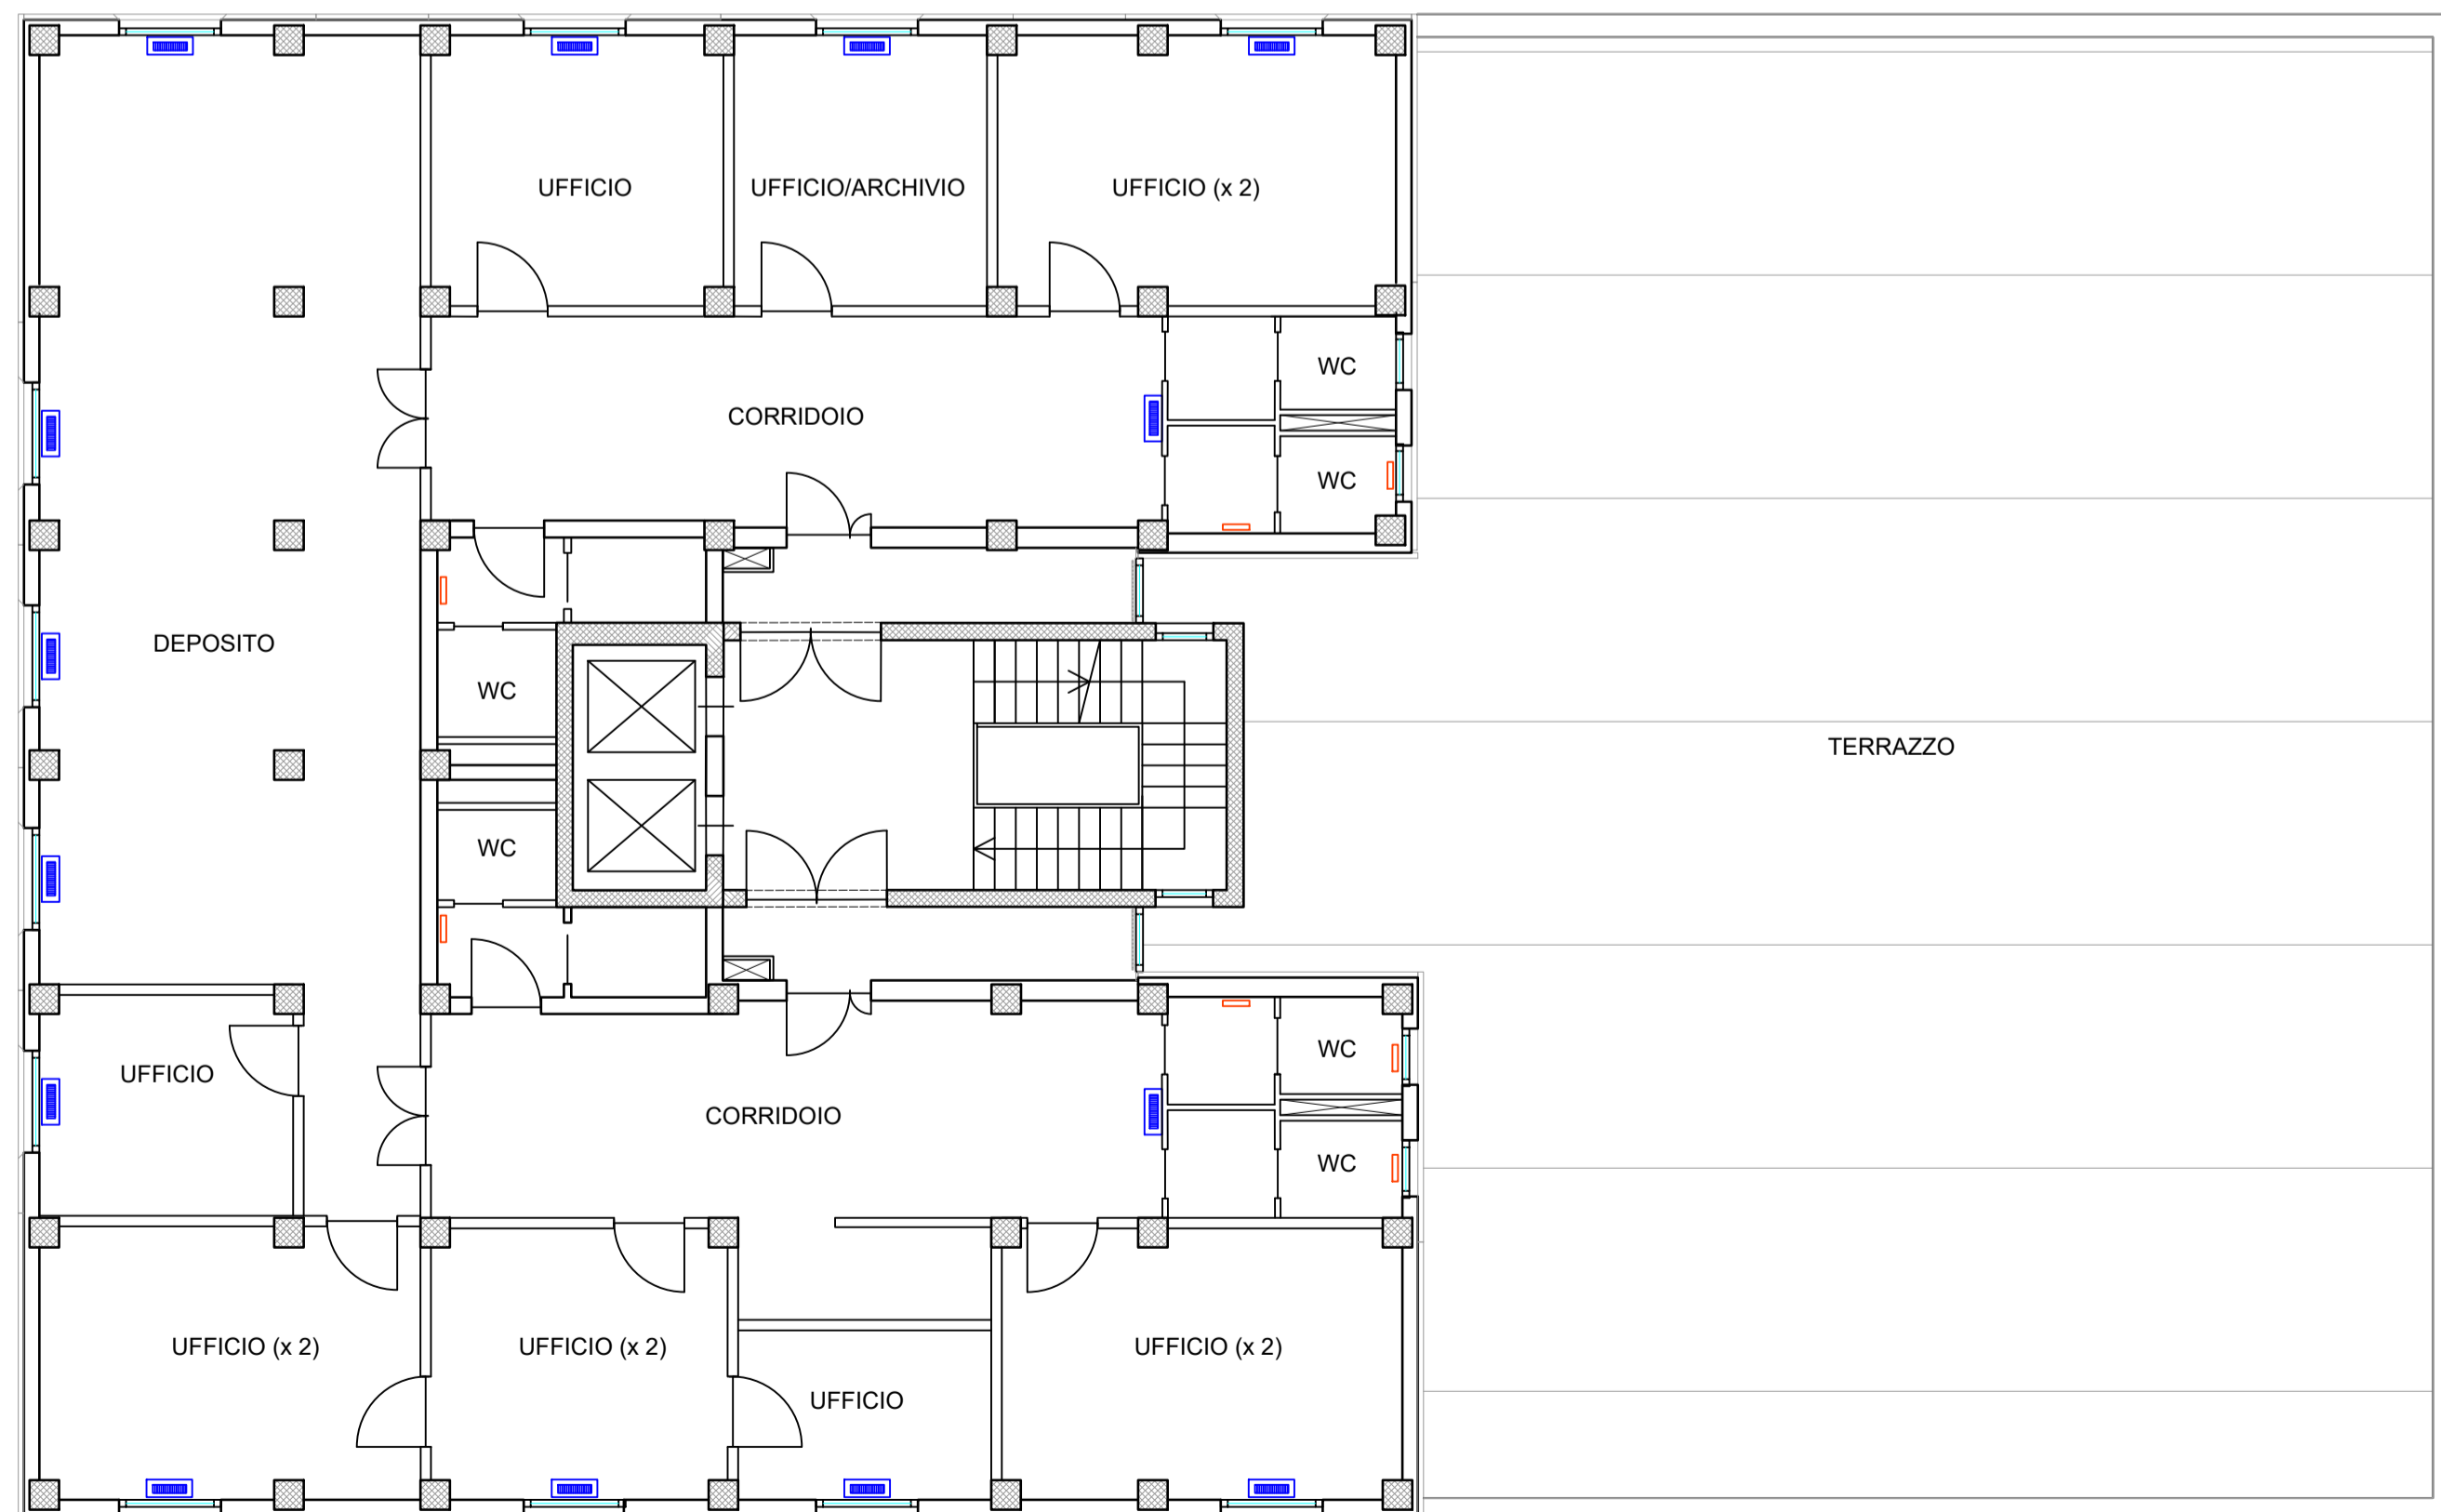 UFFICIO
UFFICIO/ARCHIVIO
UFFICIO (x 2)
WC
CORRIDOIO
WC
DEPOSITO
WC
TERRAZZO
WC
WC
UFFICIO
CORRIDOIO
WC
UFFICIO (x 2)
UFFICIO (x 2)
UFFICIO (x 2)
UFFICIO